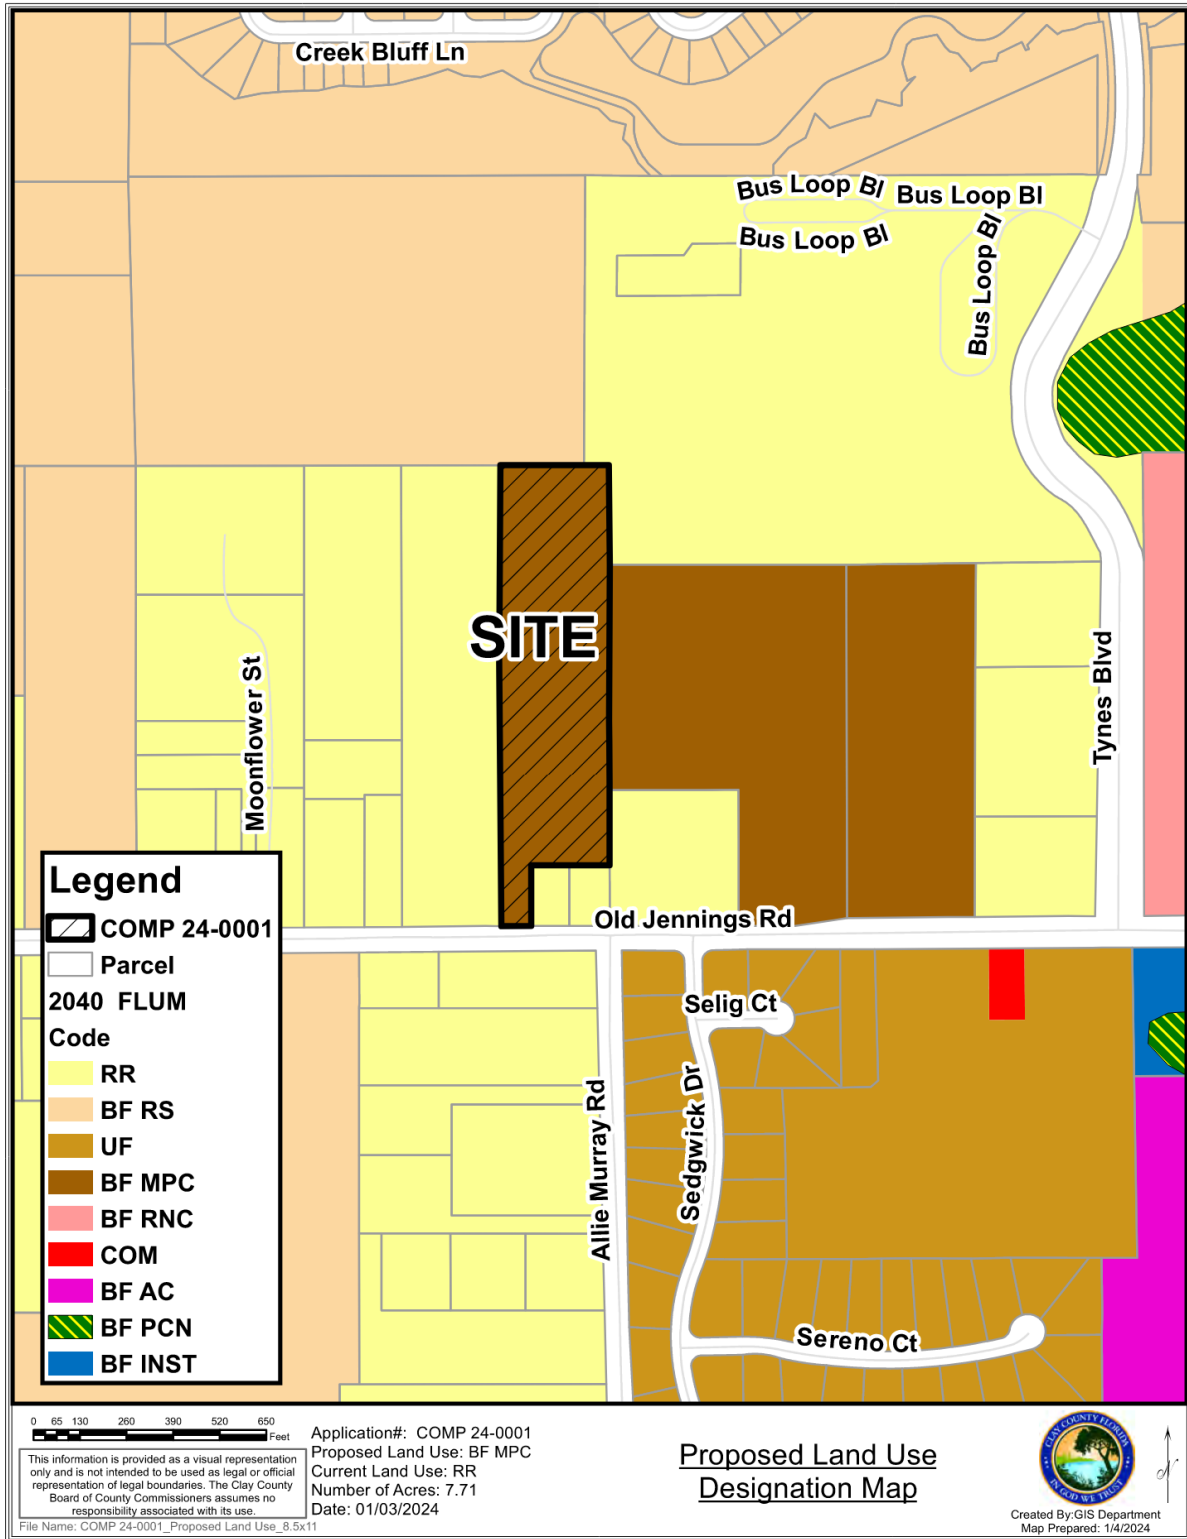 Creek Bluff Ln
Bus Loop Bl
Bus Loop Bl
Bus Loop Bl
Bus Loop Bl
SITE
Moonflower St
Tynes Blvd
Old Jennings Rd
Selig Ct
Sedgwick Dr
Allie Murray Rd
Sereno Ct
Legend
COMP 24-0001
Parcel
2040 FLUM
Code
RR
BF RS
UF
BF MPC
BF RNC
COM
BF AC
BF PCN
BF INST
0 65 130 260 390 520 650
Feet
This information is provided as a visual representation
only and is not intended to be used as legal or official
representation of legal boundaries. The Clay County
Board of County Commissioners assumes no
responsibility associated with its use.
File Name: COMP 24-0001_Proposed Land Use_8.5x11
Application#: COMP 24-0001
Proposed Land Use: BF MPC
Current Land Use: RR
Number of Acres: 7.71
Date: 01/03/2024
Proposed Land Use
Designation Map
CLAY COUNTY FLORIDA
IN GOD WE TRUST
N
Created By:GIS Department
Map Prepared: 1/4/2024